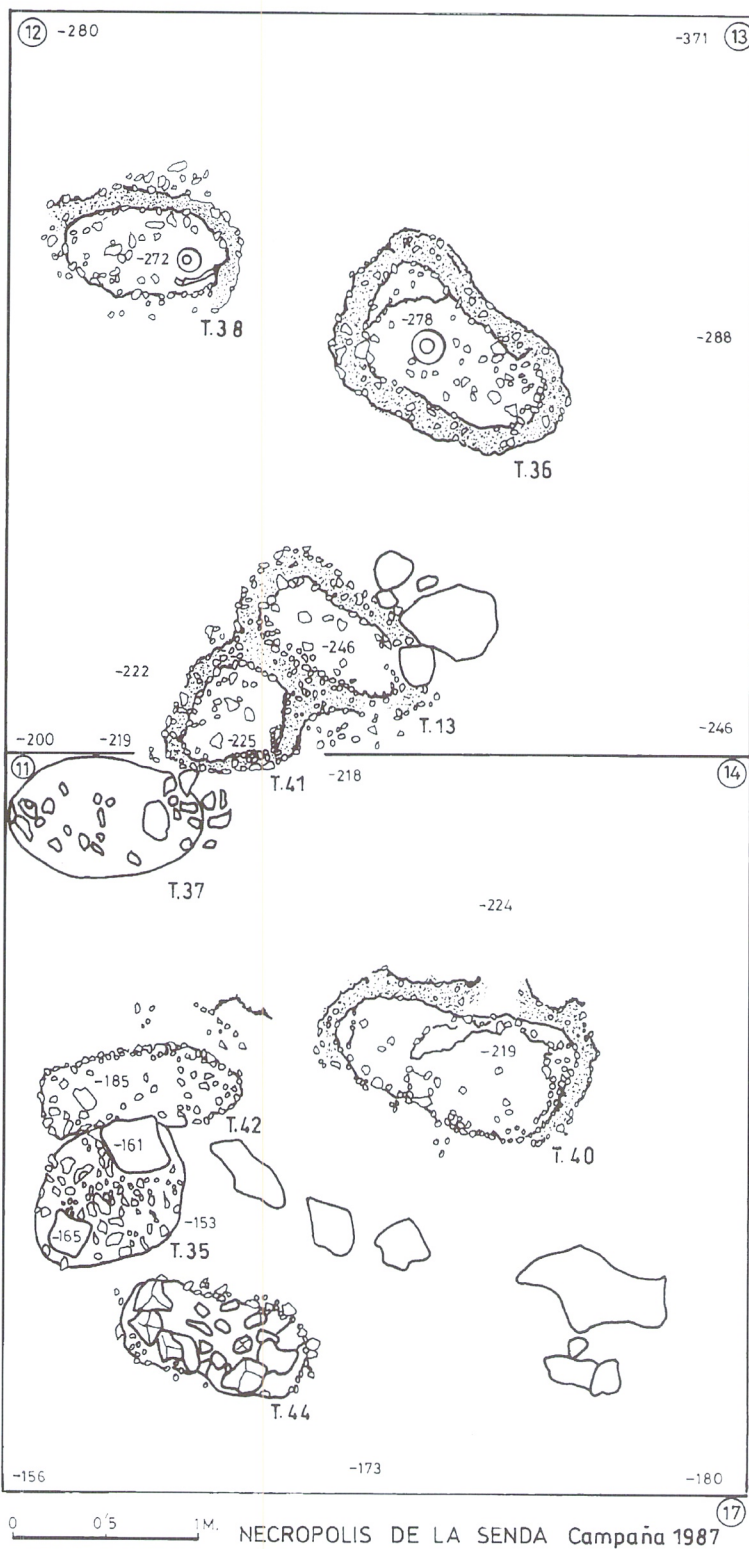 12 -280 -371 13
-272
T.38
-278
-288
T.36
-246
-222
T.13
-200 -219 -225 -246
11 T.41 -218 14
T.37
-224
-219
-185
T.42
-161 T.40
-153
-165 T.35
T.44
-156 -173 -180
17
0 0'5 1M. NECROPOLIS DE LA SENDA Campaña 1987